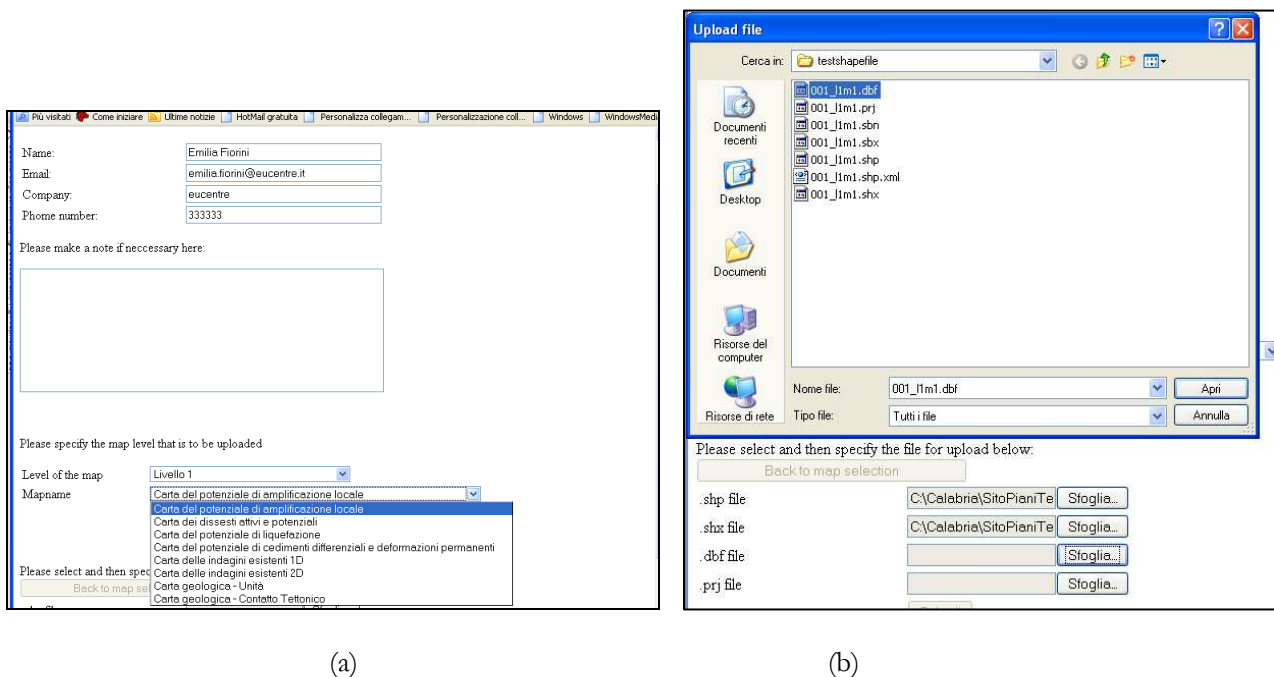 Più visitati Come iniziare Ultime notizie HotMail gratuita Personalizza collegam... Personalizzazione coll... Windows WindowsMedia
Name: Emilia Fiorini
Email: emilia.fiorini@eucentre.it
Company: eucentre
Phome number: 333333
Please make a note if neccessary here:
Please specify the map level that is to be uploaded
Level of the map Livello 1
Mapname Carta del potenziale di amplificazione locale
Carta del potenziale di amplificazione locale
Carta dei dissesti attivi e potenziali
Carta del potenziale di liquefazione
Carta del potenziale di cedimenti differenziali e deformazioni permanenti
Carta delle indagini esistenti 1D
Carta delle indagini esistenti 2D
Carta geologica - Unità
Carta geologica - Contatto Tettonico
Please select and then spec
Back to map sel
(a)
Upload file
Cerca in: testshapefile
001_l1m1.dbf
001_l1m1.prj
001_l1m1.sbn
001_l1m1.sbx
001_l1m1.shp
001_l1m1.shp.xml
001_l1m1.shx
Documenti
recenti
Desktop
Documenti
Risorse del
computer
Risorse di rete
Nome file: 001_l1m1.dbf Apri
Tipo file: Tutti i file Annulla
Please select and then specify the file for upload below:
Back to map selection
.shp file C:\Calabria\SitoPianiTe Sfoglia...
.shx file C:\Calabria\SitoPianiTe Sfoglia...
.dbf file Sfoglia...
.prj file Sfoglia...
(b)